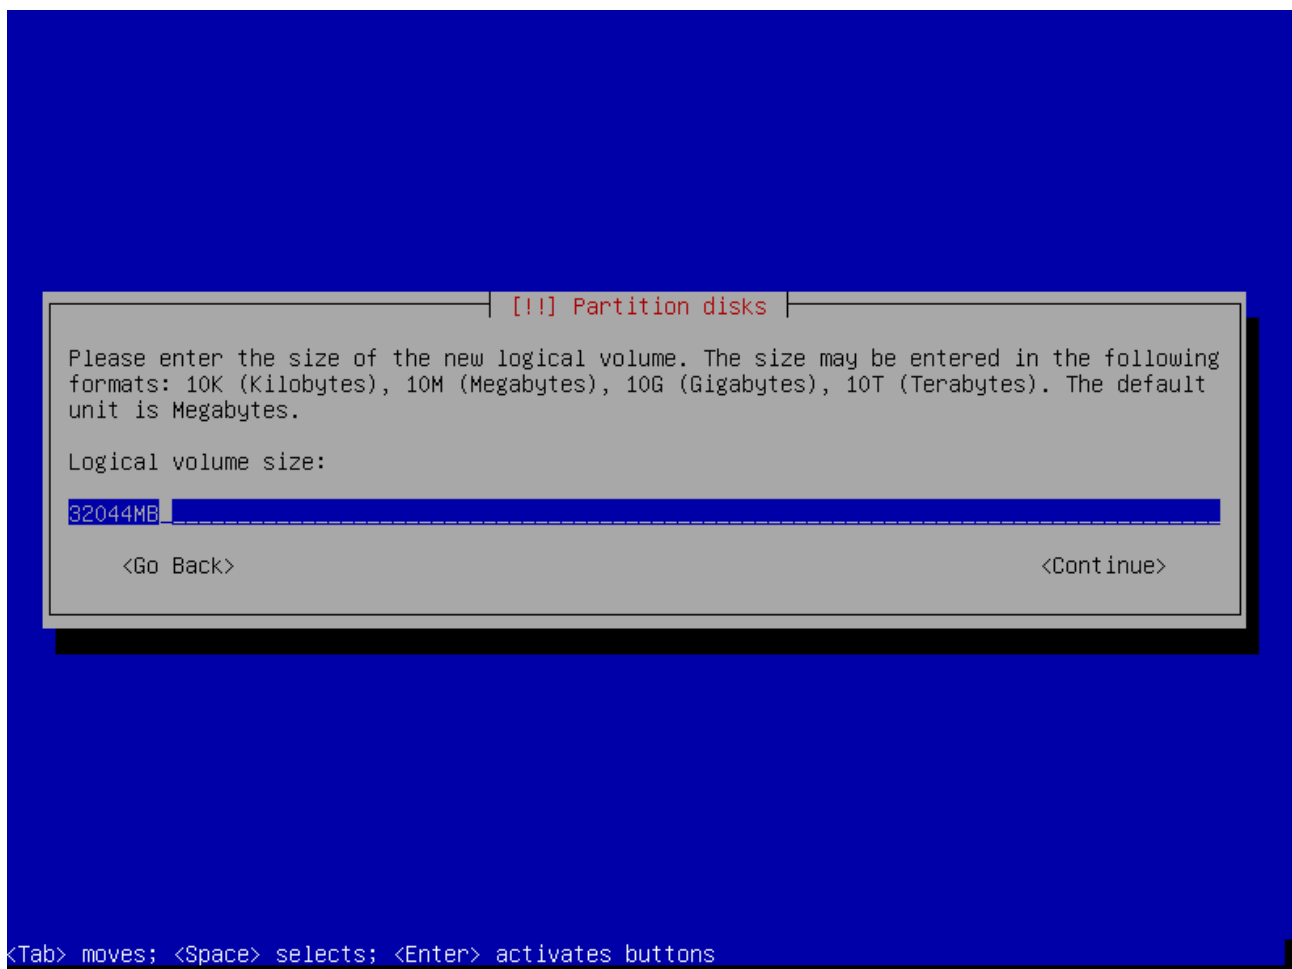 [!!] Partition disks
Please enter the size of the new logical volume. The size may be entered in the following
formats: 10K (Kilobytes), 10M (Megabytes), 10G (Gigabytes), 10T (Terabytes). The default
unit is Megabytes.
Logical volume size:
32044MB
<Go Back> <Continue>
<Tab> moves; <Space> selects; <Enter> activates buttons